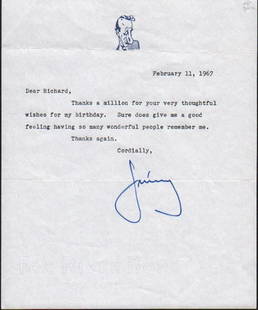 February 11, 1967
Dear Richard,
Thanks a million for your very thoughtful
wishes for my birthday. Sure does give me a good
feeling having so many wonderful people remember me.
Thanks again.
Cordially,
Jimmy